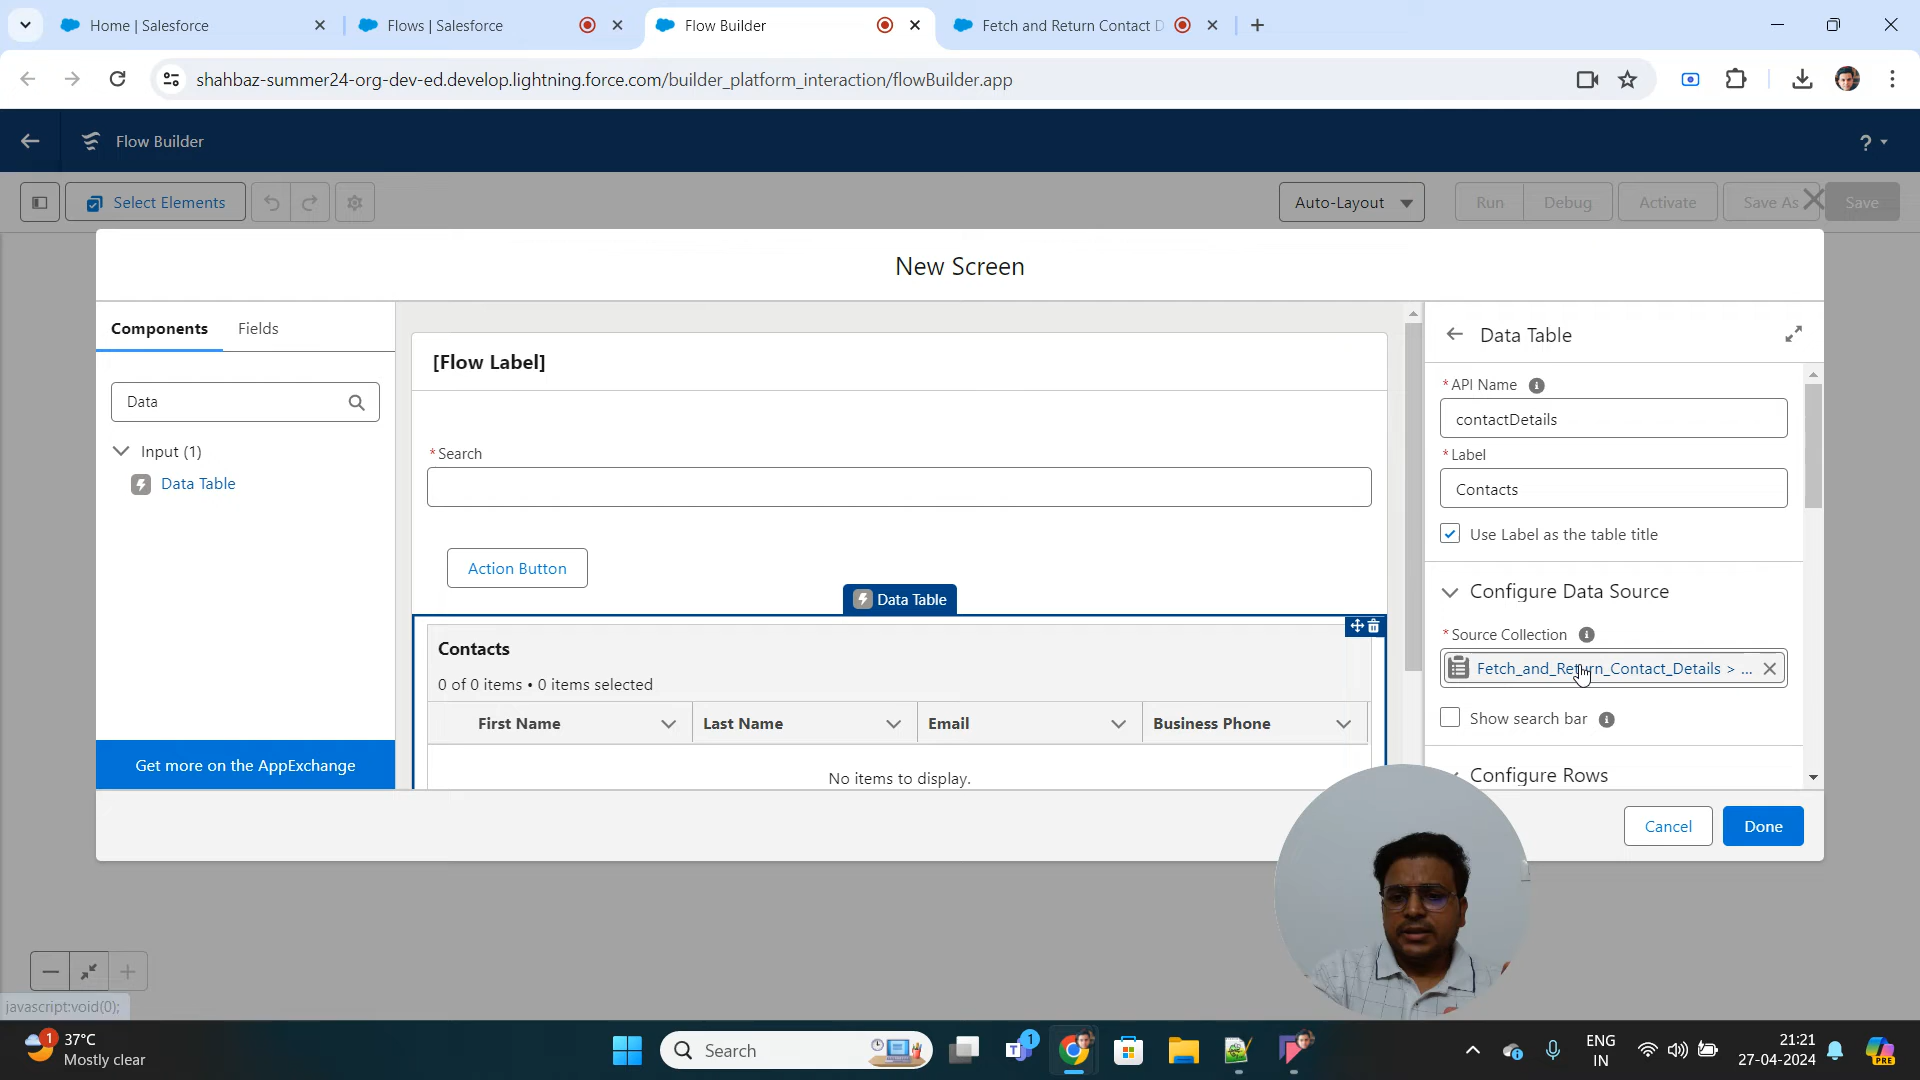 Home | Salesforce
Flows | Salesforce
Flow Builder
Fetch and Return Contact D
shahbaz-summer24-org-dev-ed.develop.lightning.force.com/builder_platform_interaction/flowBuilder.app
Flow Builder
?
Select Elements
Auto-Layout
Run
Debug
Activate
Save As
Save
New Screen
Components
Fields
Data
Input (1)
Data Table
Get more on the AppExchange
[Flow Label]
*Search
Action Button
Data Table
Contacts
0 of 0 items • 0 items selected
First Name
Last Name
Email
Business Phone
No items to display.
Data Table
*API Name
contactDetails
*Label
Contacts
Use Label as the table title
Configure Data Source
*Source Collection
Fetch_and_Return_Contact_Details > ...
Show search bar
Configure Rows
Cancel
Done
javascript:void(0);
1
37°C
Mostly clear
Search
1
ENG
IN
21:21
27-04-2024
PRE